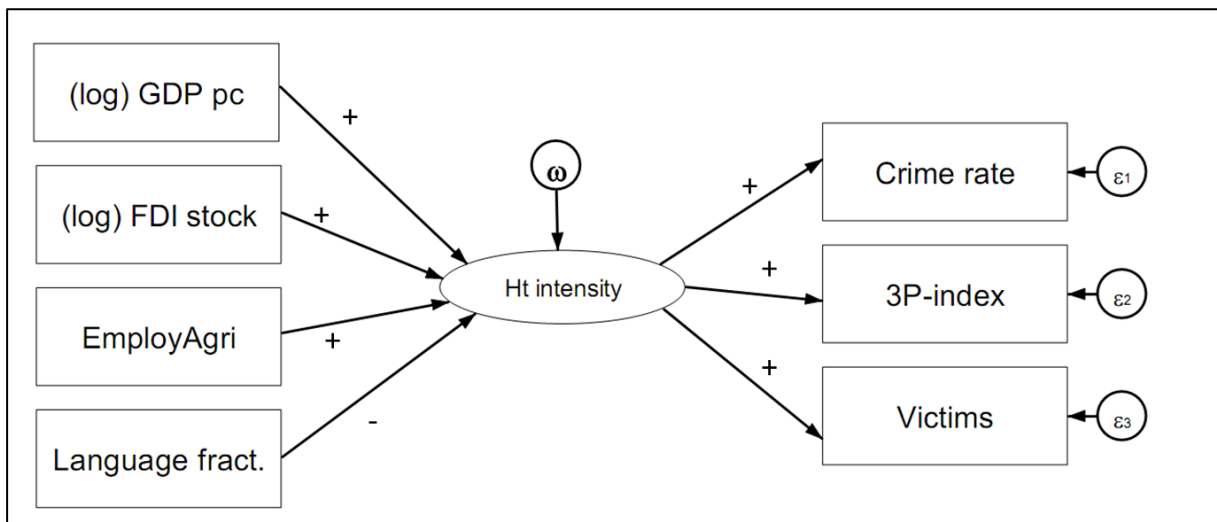 (log) GDP pc
+
(log) FDI stock
+
EmployAgri
+
Language fract.
-
ω
Ht intensity
+
Crime rate
ε1
+
3P-index
ε2
+
Victims
ε3